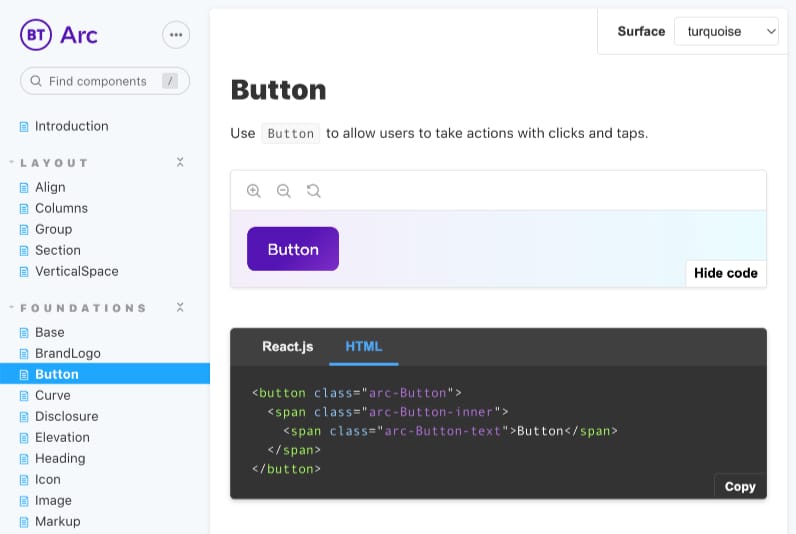 BT Arc
Find components /
Introduction
LAYOUT
Align
Columns
Group
Section
VerticalSpace
FOUNDATIONS
Base
BrandLogo
Button
Curve
Disclosure
Elevation
Heading
Icon
Image
Markup
Surface turquoise
Button
Use Button to allow users to take actions with clicks and taps.
Button
Hide code
React.js HTML
<button class="arc-Button">
  <span class="arc-Button-inner">
    <span class="arc-Button-text">Button</span>
  </span>
</button>
Copy